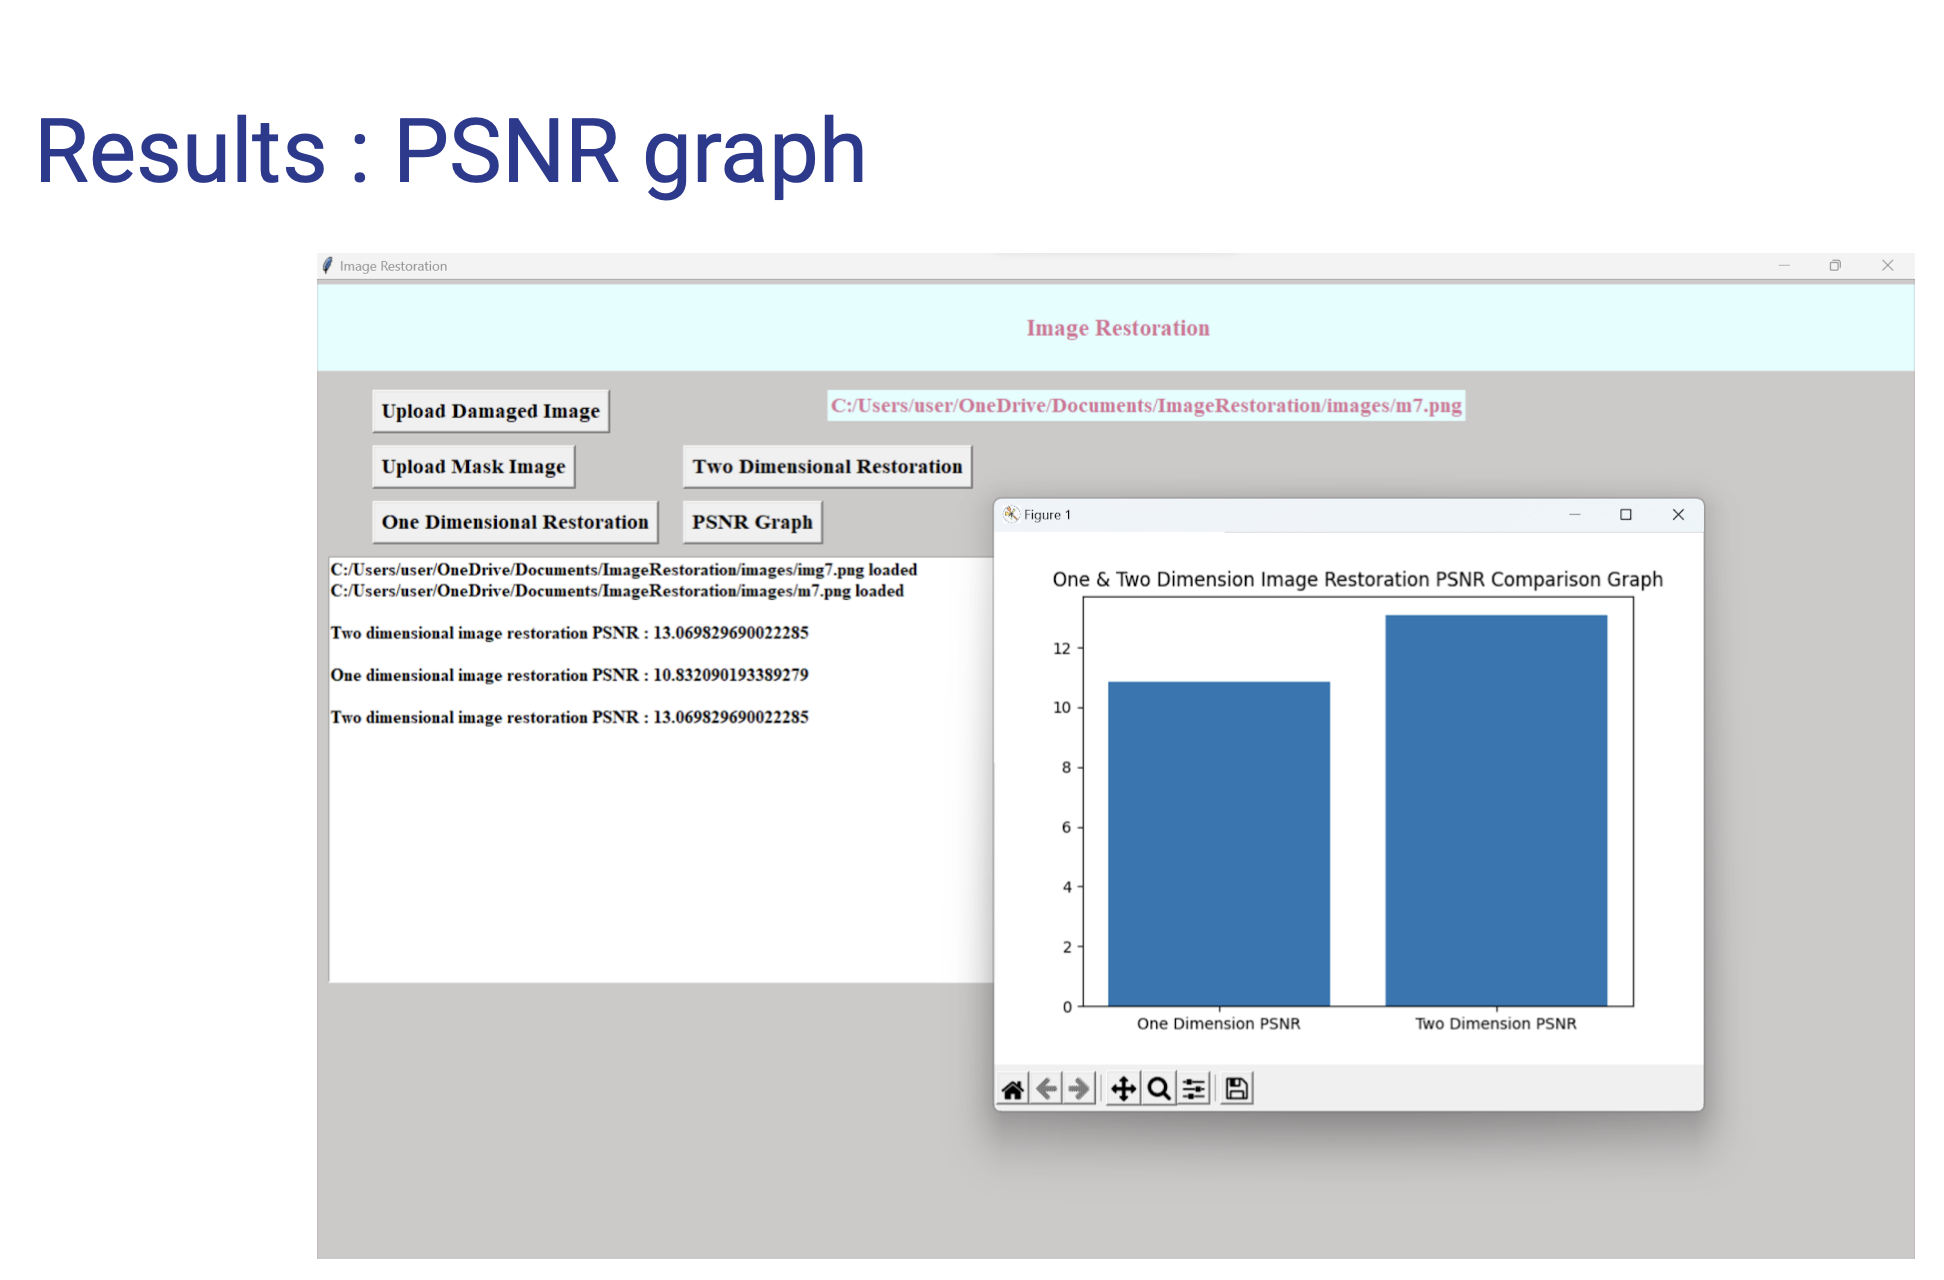 Results : PSNR graph
Image Restoration
Image Restoration
Upload Damaged Image
C:/Users/user/OneDrive/Documents/ImageRestoration/images/m7.png
Upload Mask Image
Two Dimensional Restoration
One Dimensional Restoration
PSNR Graph
C:/Users/user/OneDrive/Documents/ImageRestoration/images/img7.png loaded
C:/Users/user/OneDrive/Documents/ImageRestoration/images/m7.png loaded
Two dimensional image restoration PSNR : 13.069829690022285
One dimensional image restoration PSNR : 10.832090193389279
Two dimensional image restoration PSNR : 13.069829690022285
Figure 1
One & Two Dimension Image Restoration PSNR Comparison Graph
12
10
8
6
4
2
0
One Dimension PSNR
Two Dimension PSNR